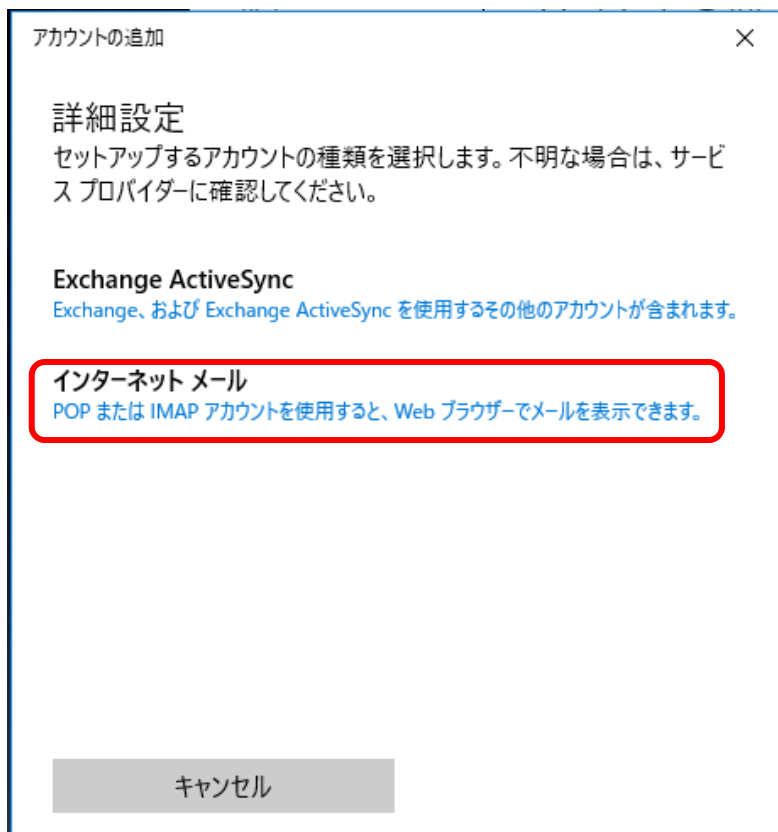 アカウントの追加
詳細設定
セットアップするアカウントの種類を選択します。不明な場合は、サービ
ス プロバイダーに確認してください。
Exchange ActiveSync
Exchange、および Exchange ActiveSync を使用するその他のアカウントが含まれます。
インターネット メール
POP または IMAP アカウントを使用すると、Web ブラウザーでメールを表示できます。
キャンセル